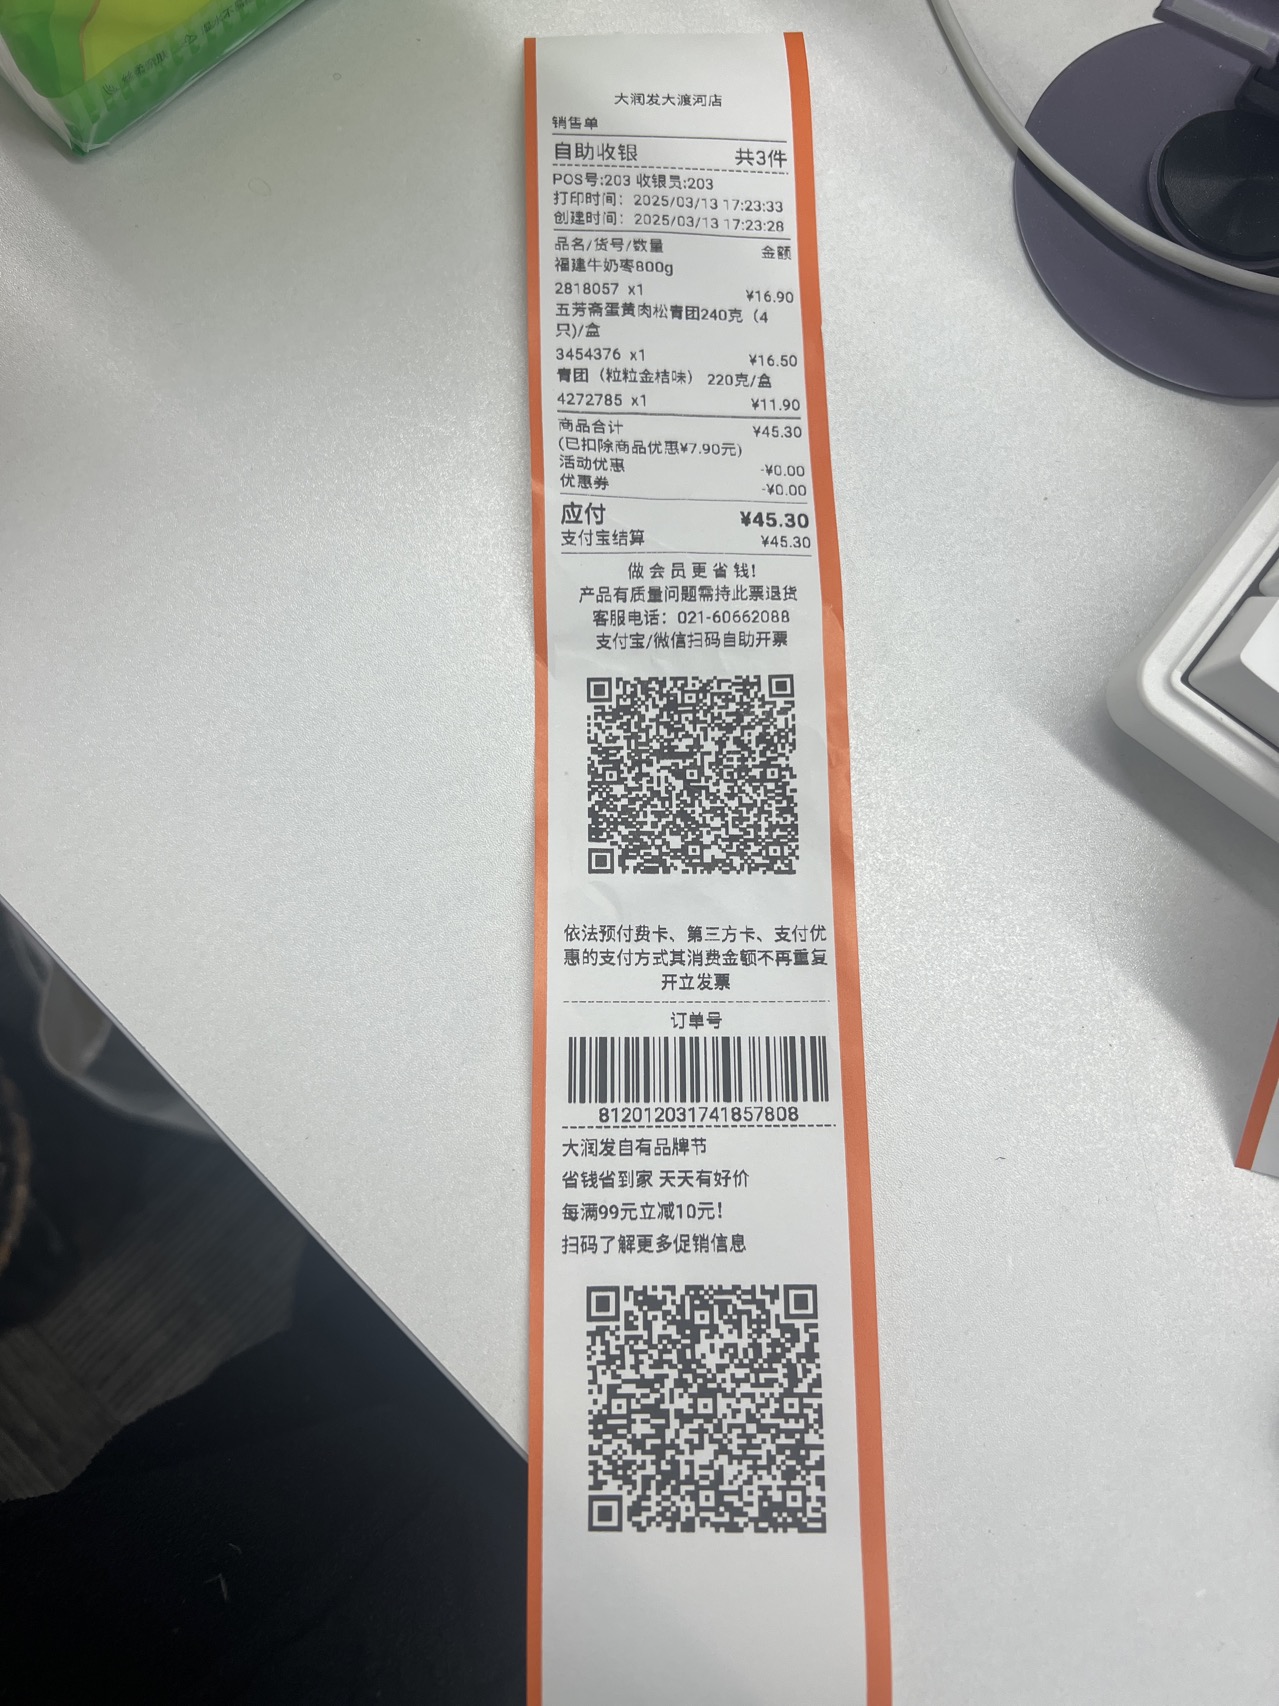 大润发大渡河店
销售单
自助收银 共3件
POS号:203 收银员:203
打印时间: 2025/03/13 17:23:33
创建时间: 2025/03/13 17:23:28
品名/货号/数量 金额
福建牛奶枣800g
2818057 x1 ¥16.90
五芳斋蛋黄肉松青团240克（4
只)/盒
3454376 x1 ¥16.50
青团（粒粒金桔味） 220克/盒
4272785 x1 ¥11.90
商品合计 ¥45.30
(已扣除商品优惠¥7.90元)
活动优惠 -¥0.00
优惠券 -¥0.00
应付 ¥45.30
支付宝结算 ¥45.30
做会员更省钱!
产品有质量问题需持此票退货
客服电话: 021-60662088
支付宝/微信扫码自助开票
依法预付费卡、第三方卡、支付优
惠的支付方式其消费金额不再重复
开立发票
订单号
812012031741857808
大润发自有品牌节
省钱省到家 天天有好价
每满99元立减10元!
扫码了解更多促销信息